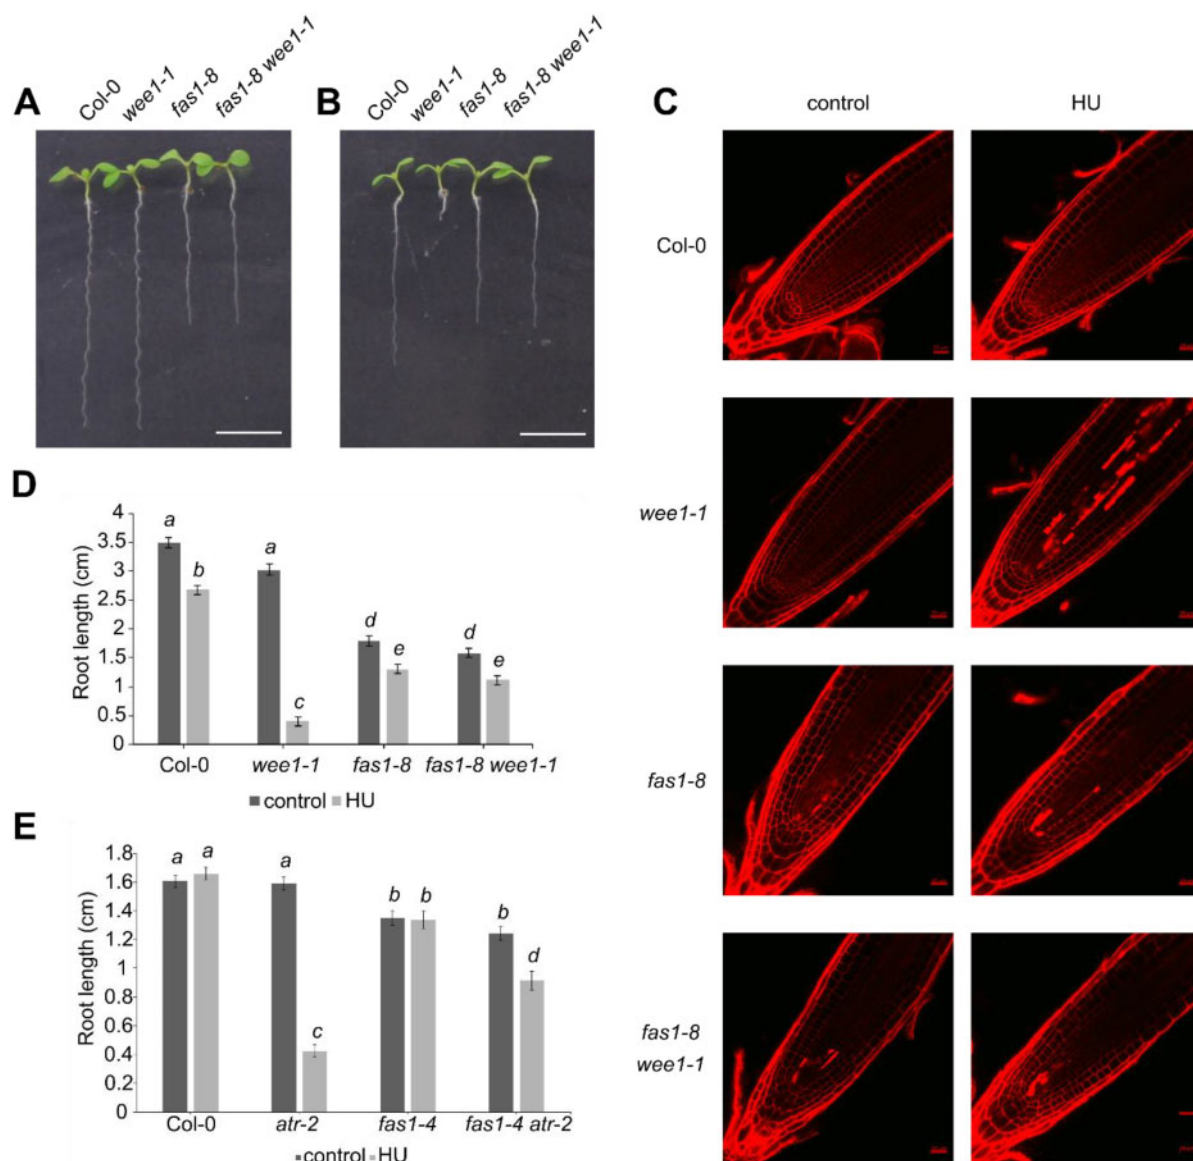 A
Col-0
wee1-1
fas1-8
fas1-8 wee1-1
B
Col-0
wee1-1
fas1-8
fas1-8 wee1-1
C
control
HU
Col-0
wee1-1
fas1-8
fas1-8
wee1-1
D
Root length (cm)
4
3.5
3
2.5
2
1.5
1
0.5
0
a
b
a
c
d
e
d
e
Col-0
wee1-1
fas1-8
fas1-8 wee1-1
control HU
E
Root length (cm)
1.8
1.6
1.4
1.2
1
0.8
0.6
0.4
0.2
0
a
a
a
c
b
b
b
d
Col-0
atr-2
fas1-4
fas1-4 atr-2
control HU